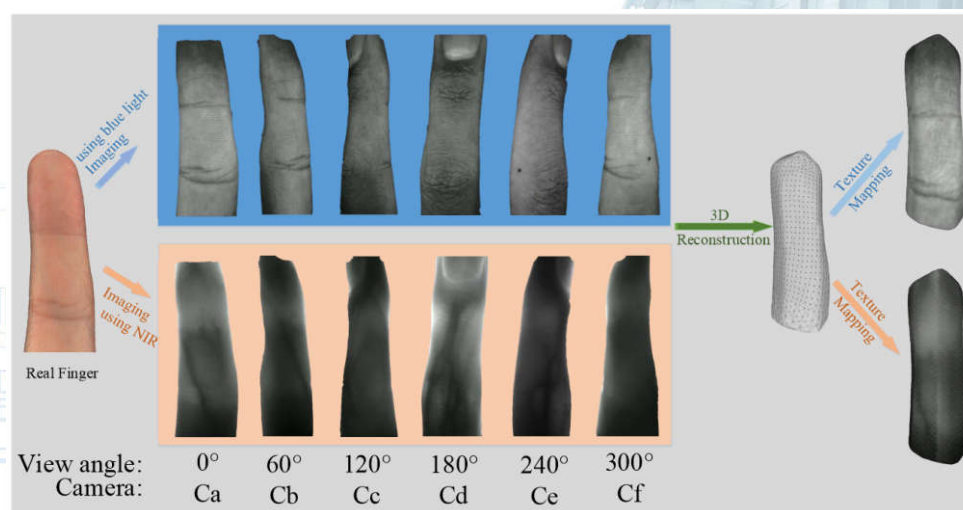 using blue light
Imaging
Imaging
using NIR
Real Finger
3D
Reconstruction
Texture
Mapping
Texture
Mapping
View angle: 0° 60° 120° 180° 240° 300°
Camera: Ca Cb Cc Cd Ce Cf